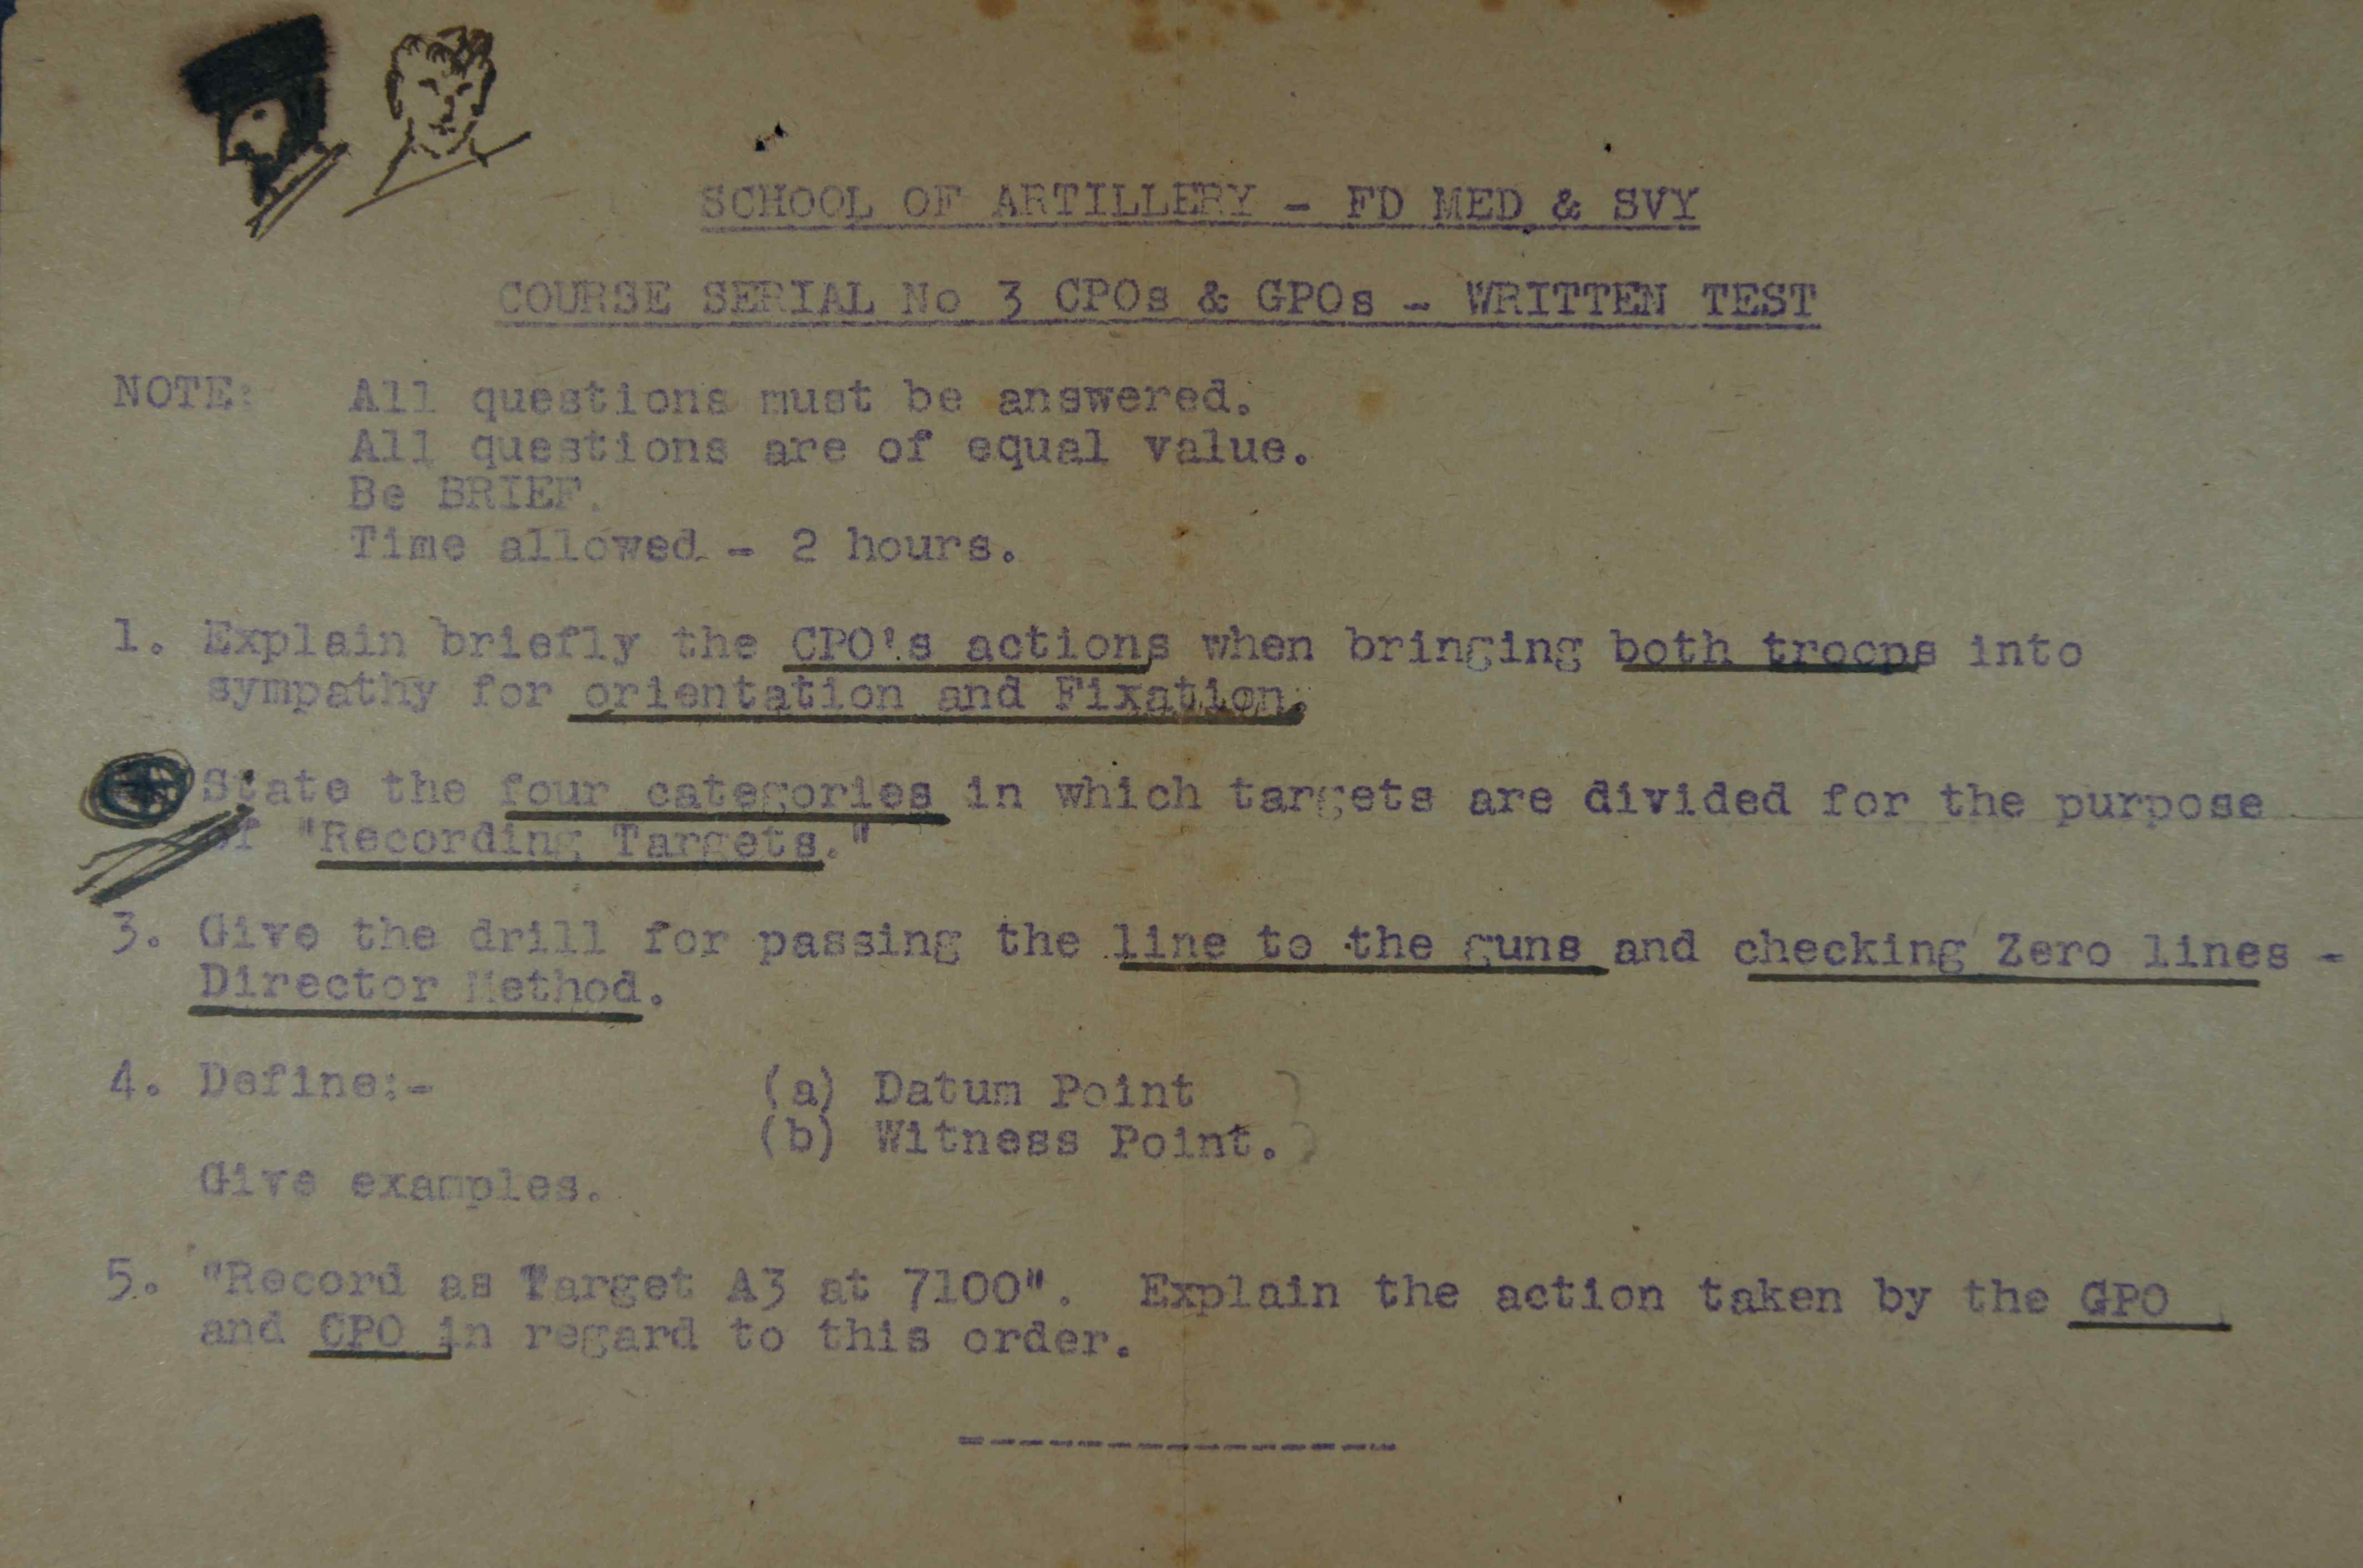 SCHOOL OF ARTILLERY - FD MED & SVY
COURSE SERIAL No 3 CPOs & GPOs - WRITTEN TEST
NOTE: All questions must be answered.
All questions are of equal value.
Be BRIEF.
Time allowed - 2 hours.
1. Explain briefly the CPO's actions when bringing both troops into
sympathy for orientation and Fixation.
State the four categories in which targets are divided for the purpose
of "Recording Targets."
3. Give the drill for passing the line to the guns and checking Zero lines -
Director Method.
4. Define:- (a) Datum Point
(b) Witness Point.
Give examples.
5. "Record as Target A3 at 7100". Explain the action taken by the GPO
and CPO in regard to this order.